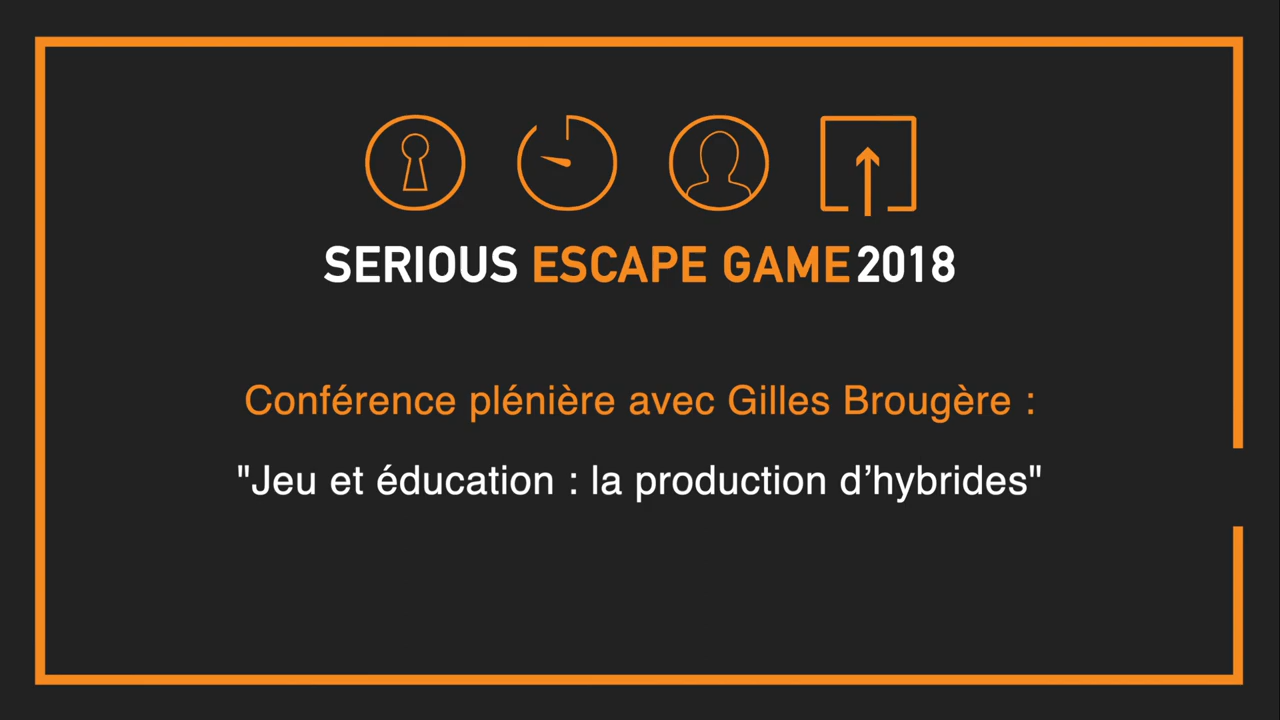 SERIOUS ESCAPE GAME 2018
Conférence plénière avec Gilles Brougère :
"Jeu et éducation : la production d’hybrides"